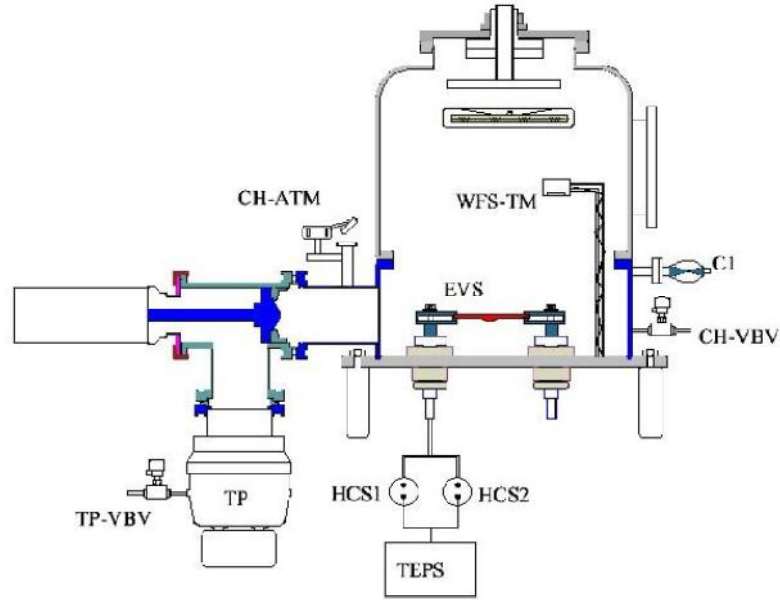 CH-ATM
WFS-TM
C1
EVS
CH-VBV
HCS1
HCS2
TP
TP-VBV
TEPS